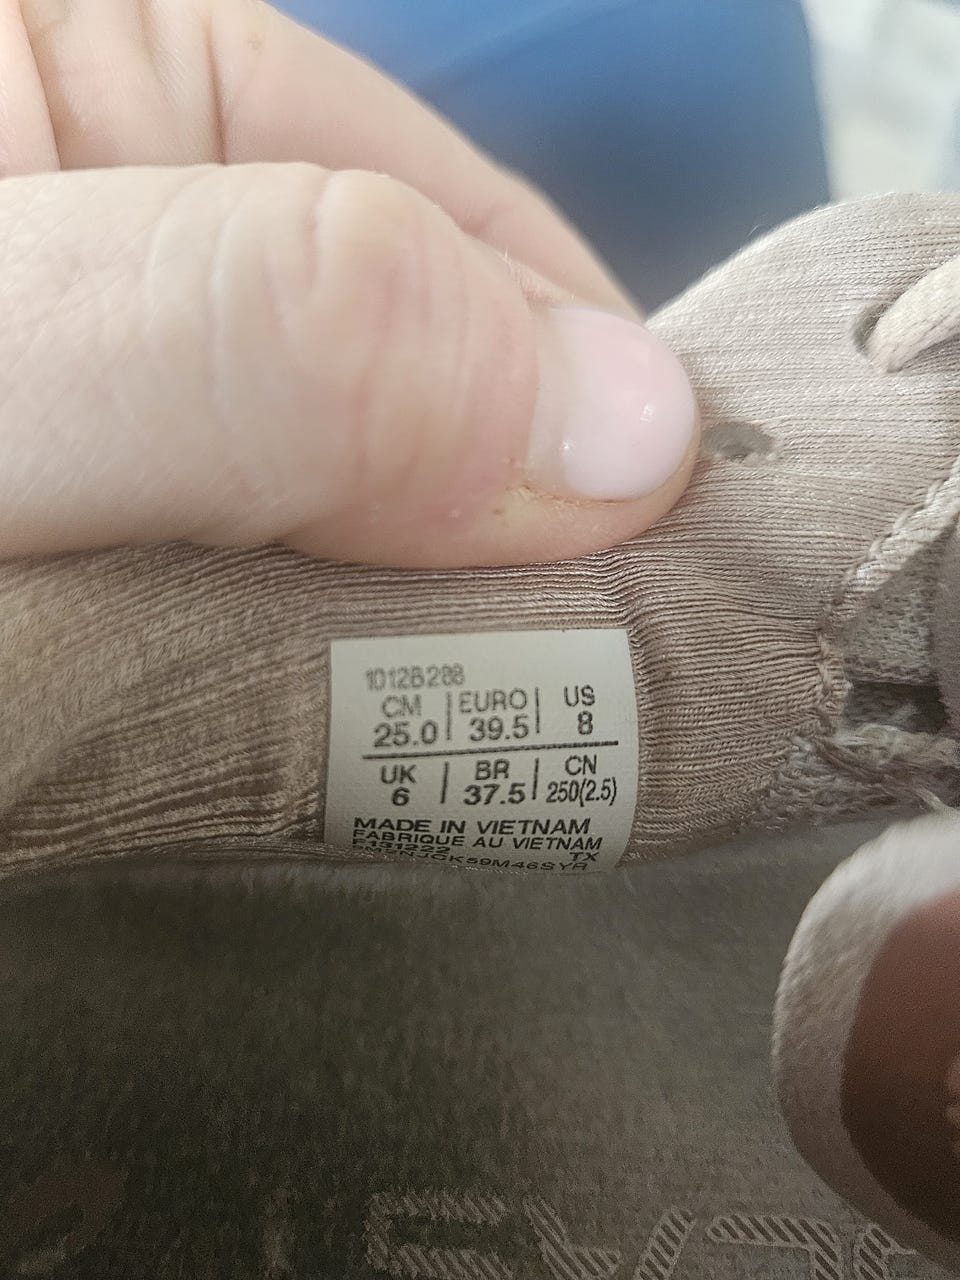 1012B288
CM | EURO | US
25.0 | 39.5 | 8
UK | BR | CN
6 | 37.5 | 250(2.5)
MADE IN VIETNAM
FABRIQUE AU VIETNAM
F131222 TX